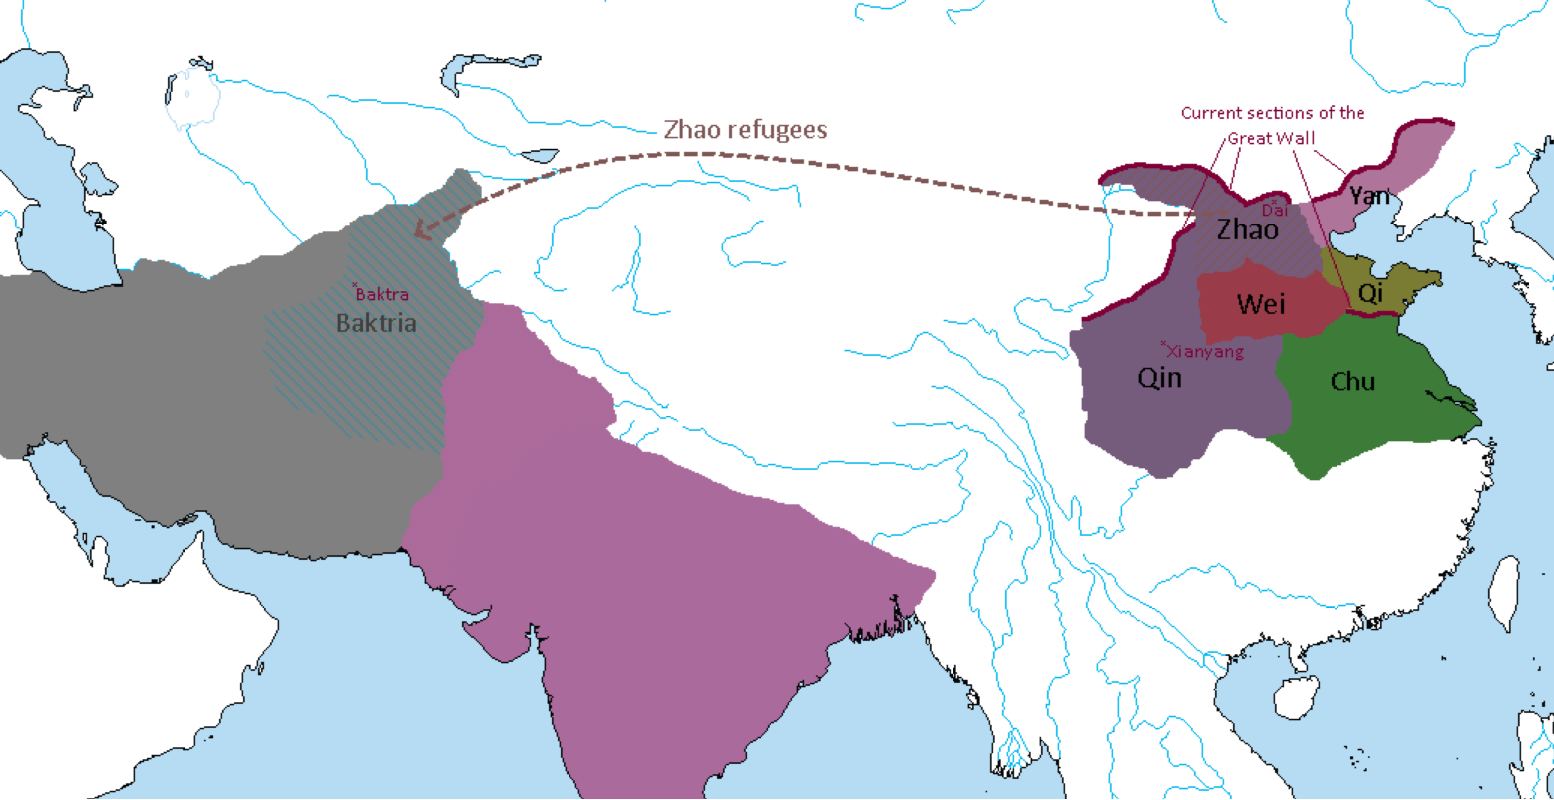 Current sections of the
Great Wall
Zhao refugees
Yan
Dai
Zhao
Baktra
Qi
Wei
Baktria
Xianyang
Qin
Chu